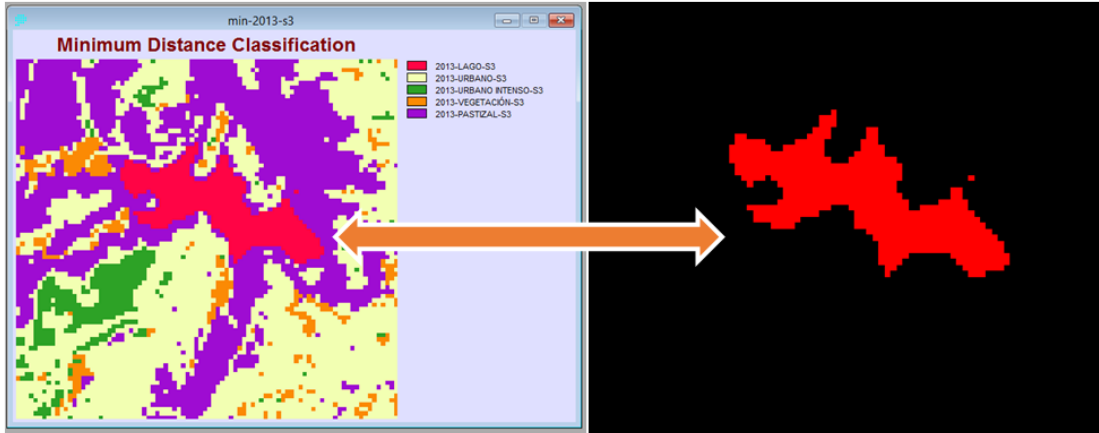 min-2013-s3
Minimum Distance Classification
2013-LAGO-S3
2013-URBANO-S3
2013-URBANO INTENSO-S3
2013-VEGETACIÓN-S3
2013-PASTIZAL-S3